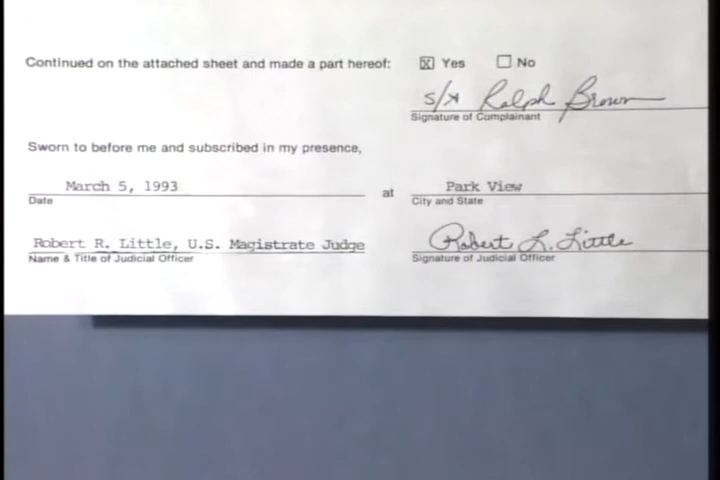 Continued on the attached sheet and made a part hereof: ☒ Yes ☐ No
s/x Ralph Brown
Signature of Complainant
Sworn to before me and subscribed in my presence,
March 5, 1993 at Park View
Date City and State
Robert R. Little, U.S. Magistrate Judge Robert L. Little
Name & Title of Judicial Officer Signature of Judicial Officer